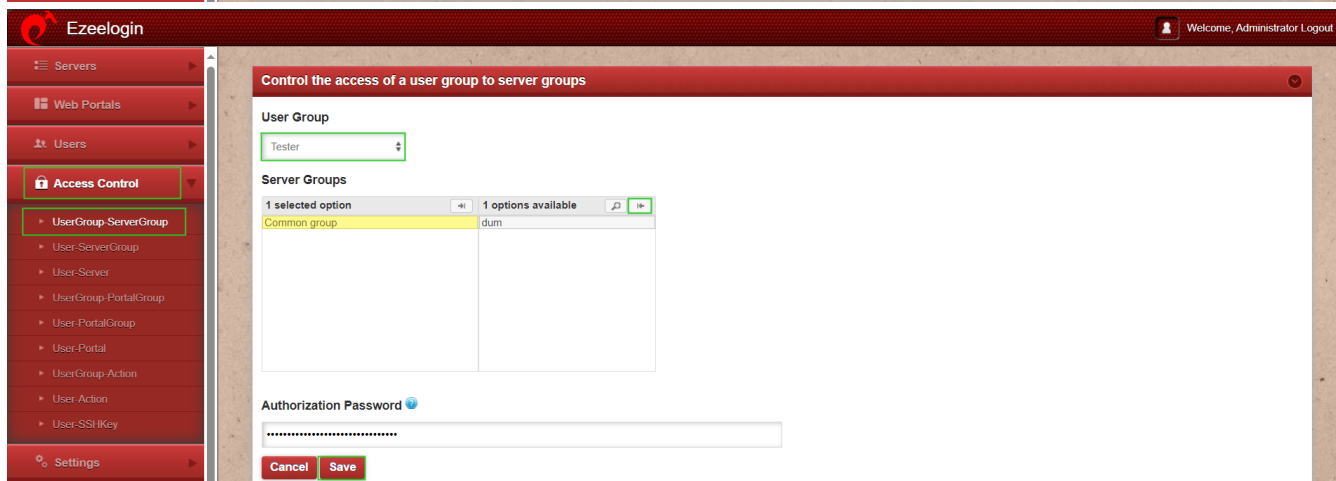 Ezeelogin
Welcome, Administrator Logout
Servers
Web Portals
Users
Access Control
UserGroup-ServerGroup
User-ServerGroup
User-Server
UserGroup-PortalGroup
User-PortalGroup
User-Portal
UserGroup-Action
User-Action
User-SSHKey
Settings
Control the access of a user group to server groups
User Group
Tester
Server Groups
1 selected option 1 options available
Common group dum
Authorization Password
Cancel Save